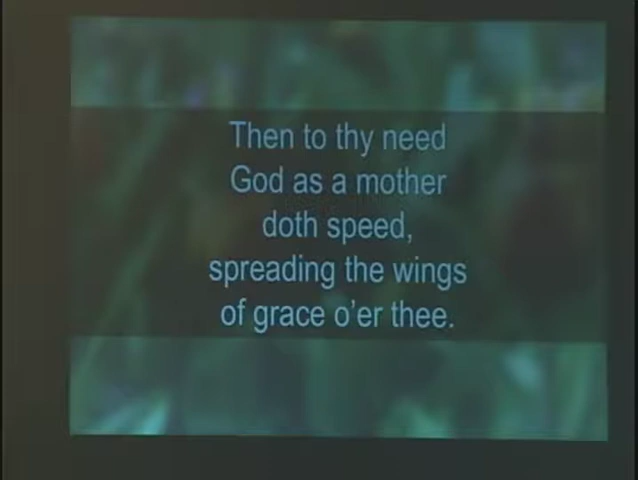 Then to thy need
God as a mother
doth speed,
spreading the wings
of grace o'er thee.